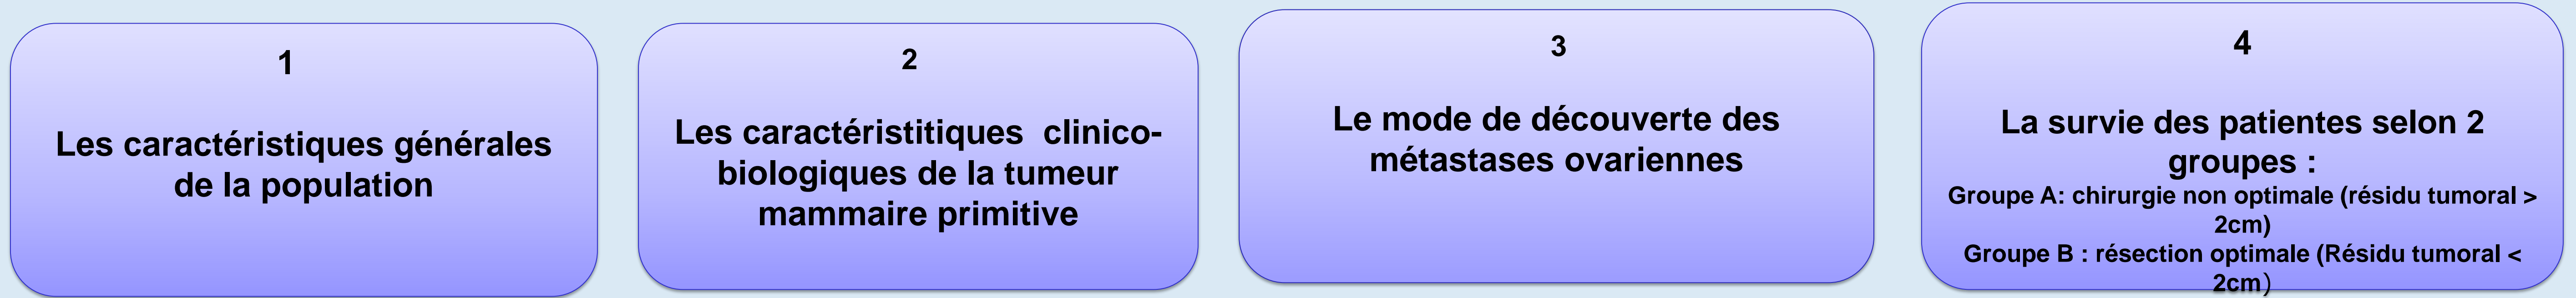 1
Les caractéristiques générales
de la population
2
Les caractéristitiques  clinico-
biologiques de la tumeur
mammaire primitive
3
Le mode de découverte des
métastases ovariennes
4
La survie des patientes selon 2
groupes :
Groupe A: chirurgie non optimale (résidu tumoral >
2cm)
Groupe B : résection optimale (Résidu tumoral <
2cm)